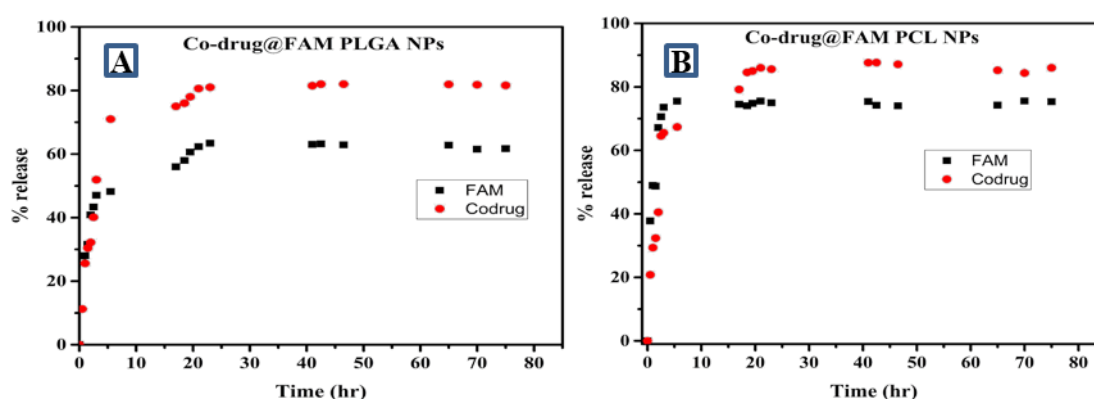 A
Co-drug@FAM PLGA NPs
% release
100
80
60
40
20
0
FAM
Codrug
0 10 20 30 40 50 60 70 80
Time (hr)
B
Co-drug@FAM PCL NPs
% release
100
80
60
40
20
0
FAM
Codrug
0 10 20 30 40 50 60 70 80
Time (hr)